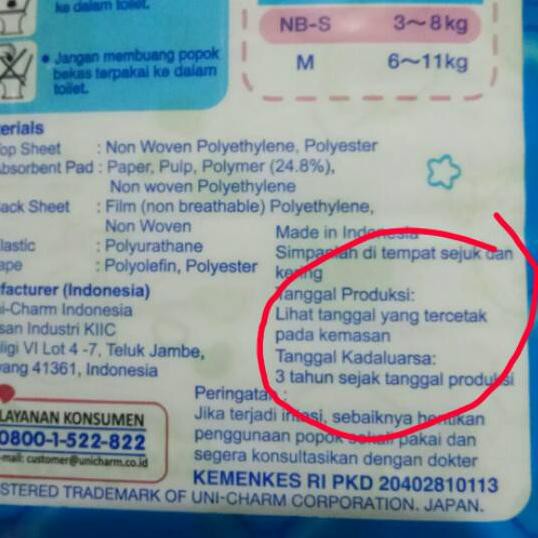 ke dalam toilet.
Jangan membuang popok
bekas terpakai ke dalam
toilet.
NB-S 3~8kg
M 6~11kg
erials
op Sheet : Non Woven Polyethylene, Polyester
bsorbent Pad : Paper, Pulp, Polymer (24.8%),
Non woven Polyethylene
ack Sheet : Film (non breathable) Polyethylene,
Non Woven
lastic : Polyurathane
ape : Polyolefin, Polyester
facturer (Indonesia)
i-Charm Indonesia
san Industri KIIC
ligi VI Lot 4 -7, Teluk Jambe,
ang 41361, Indonesia
Made in Indonesia
Simpanlah di tempat sejuk dan
kering
Tanggal Produksi:
Lihat tanggal yang tercetak
pada kemasan
Tanggal Kadaluarsa:
3 tahun sejak tanggal produksi
Peringatan :
Jika terjadi iritasi, sebaiknya hentikan
penggunaan popok sekali pakai dan
segera konsultasikan dengan dokter
KEMENKES RI PKD 20402810113
LAYANAN KONSUMEN
0800-1-522-822
-mail: customer@unicharm.co.id
STERED TRADEMARK OF UNI-CHARM CORPORATION. JAPAN.